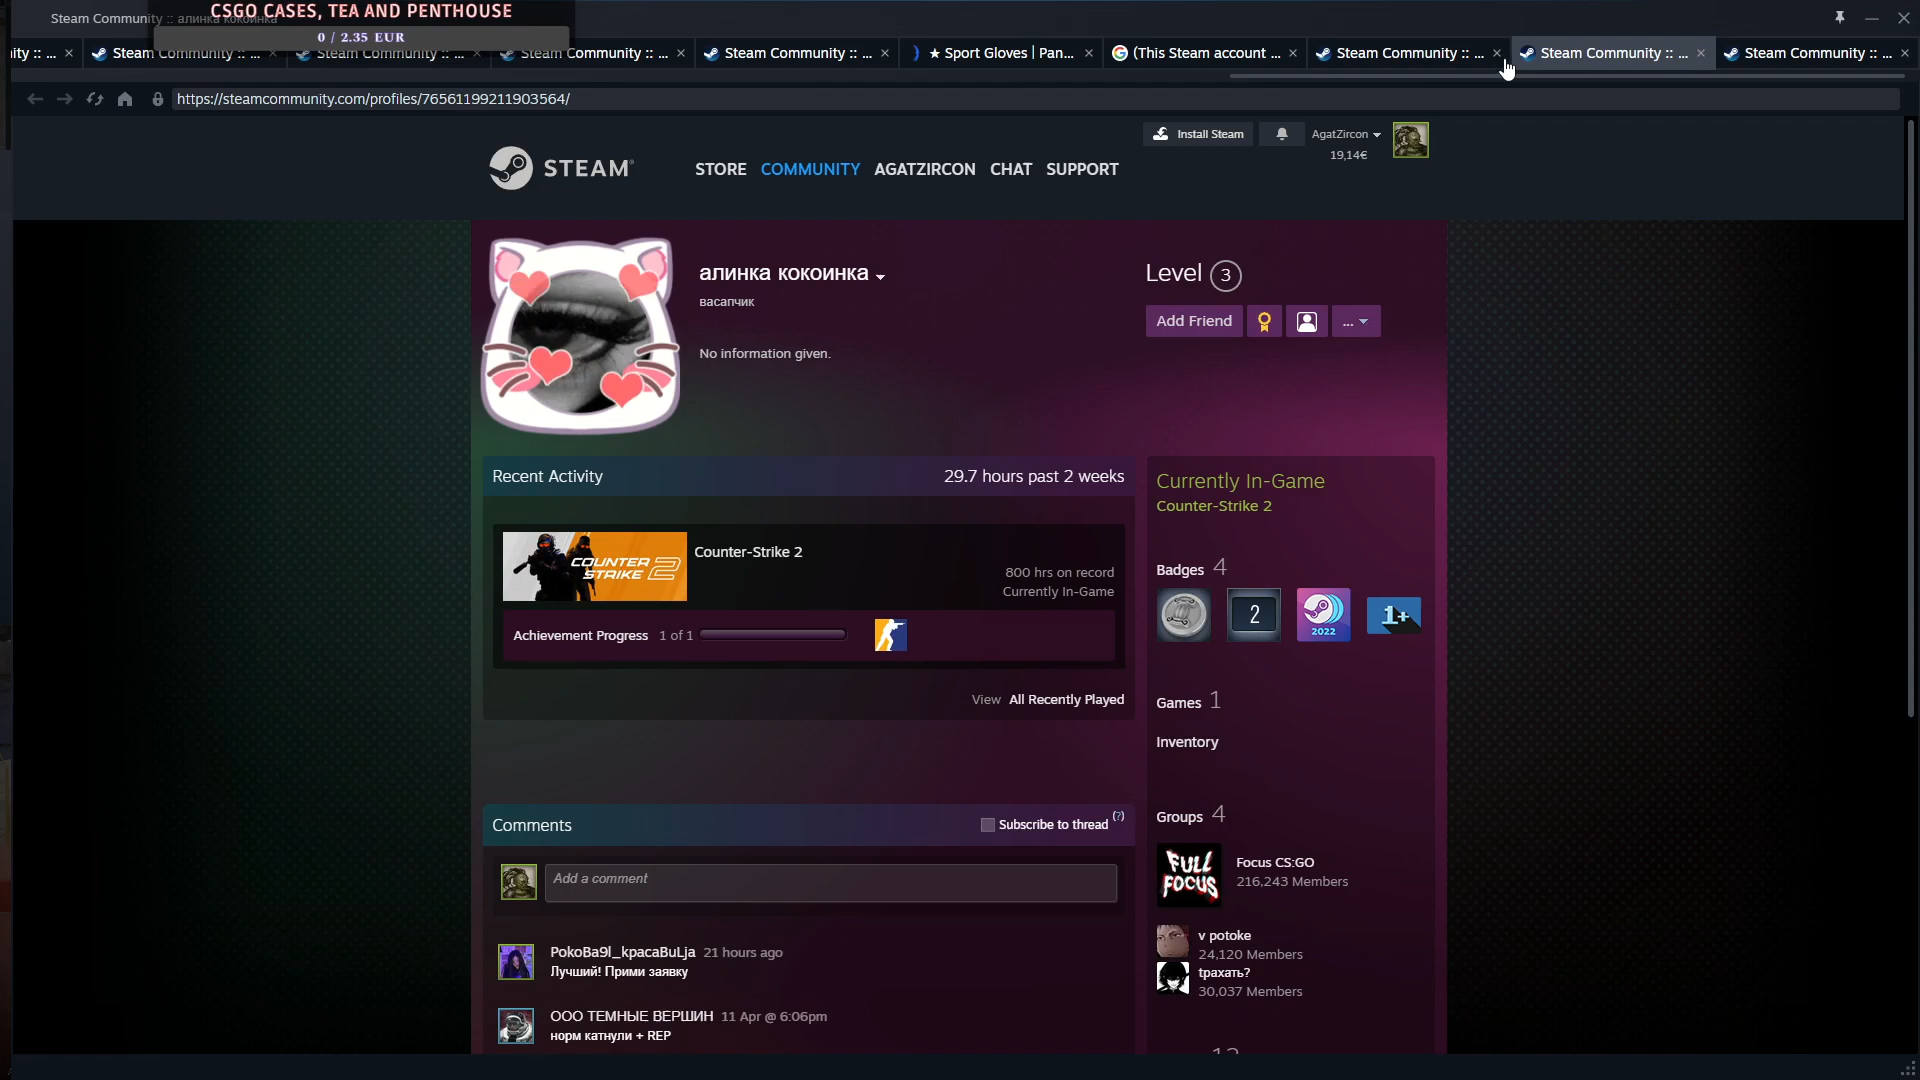 Steam Community :: алинка кокоинка
CSGO CASES, TEA AND PENTHOUSE
0 / 2.35 EUR
ity :: ...
Steam Community :: ...
Steam Community :: ...
Steam Community :: ...
Steam Community :: ...
★ Sport Gloves | Pan...
(This Steam account ...
Steam Community :: ...
Steam Community :: ...
Steam Community :: ...
https://steamcommunity.com/profiles/76561199211903564/
Install Steam
AgatZircon
19,14€
STEAM®
STORE COMMUNITY AGATZIRCON CHAT SUPPORT
алинка кокоинка
васапчик
No information given.
Level 3
Add Friend
...
Recent Activity
29.7 hours past 2 weeks
COUNTER STRIKE 2
Counter-Strike 2
800 hrs on record
Currently In-Game
Achievement Progress 1 of 1
View All Recently Played
Currently In-Game
Counter-Strike 2
Badges 4
2
2022
1+
Games 1
Inventory
Groups 4
FULL FOCUS
Focus CS:GO
216,243 Members
v potoke
24,120 Members
tрахать?
30,037 Members
Comments
Subscribe to thread (?)
Add a comment
PokoBa9l_kpacaBuLja 21 hours ago
Лучший! Прими заявку
ООО ТЕМНЫЕ ВЕРШИН 11 Apr @ 6:06pm
норм катнули + REP